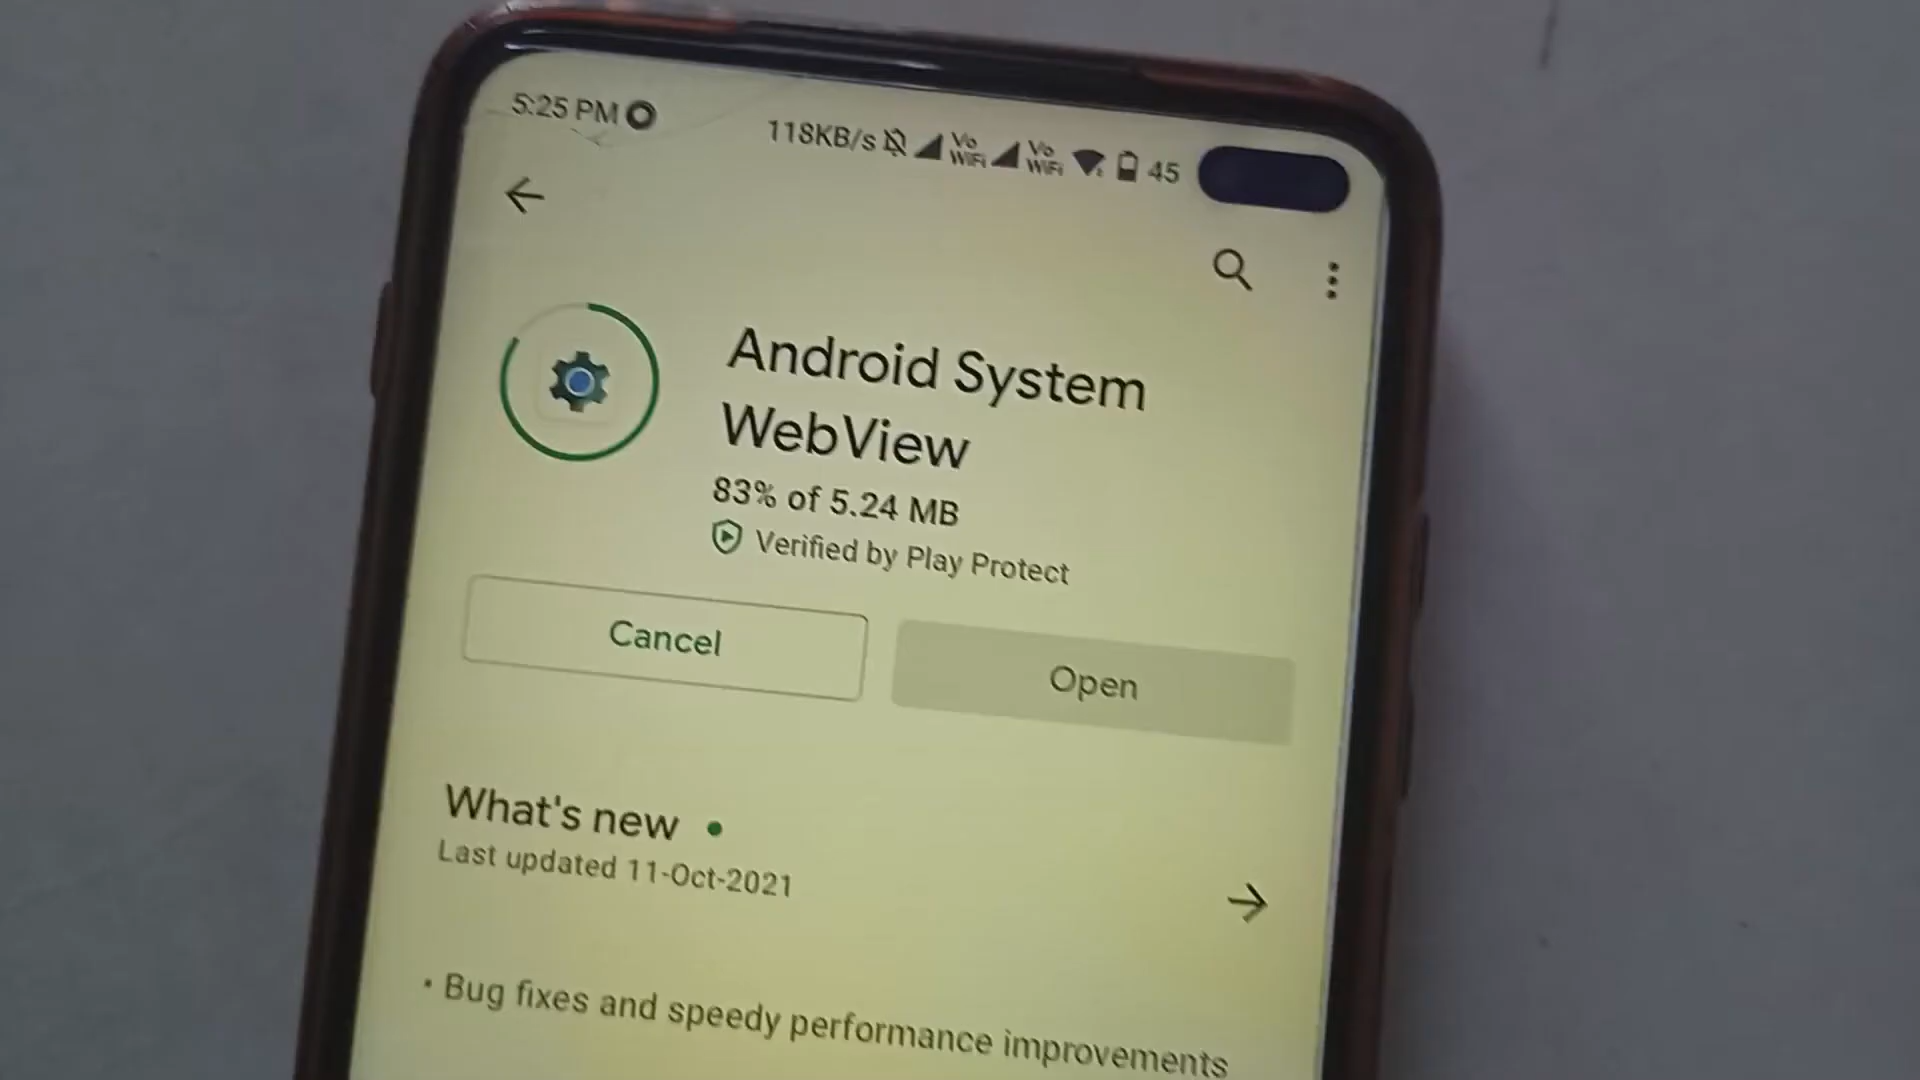 5:25 PM
118KB/s Vo WiFi Vo WiFi 45
Android System
WebView
83% of 5.24 MB
Verified by Play Protect
Cancel
Open
What's new
Last updated 11-Oct-2021
• Bug fixes and speedy performance improvements